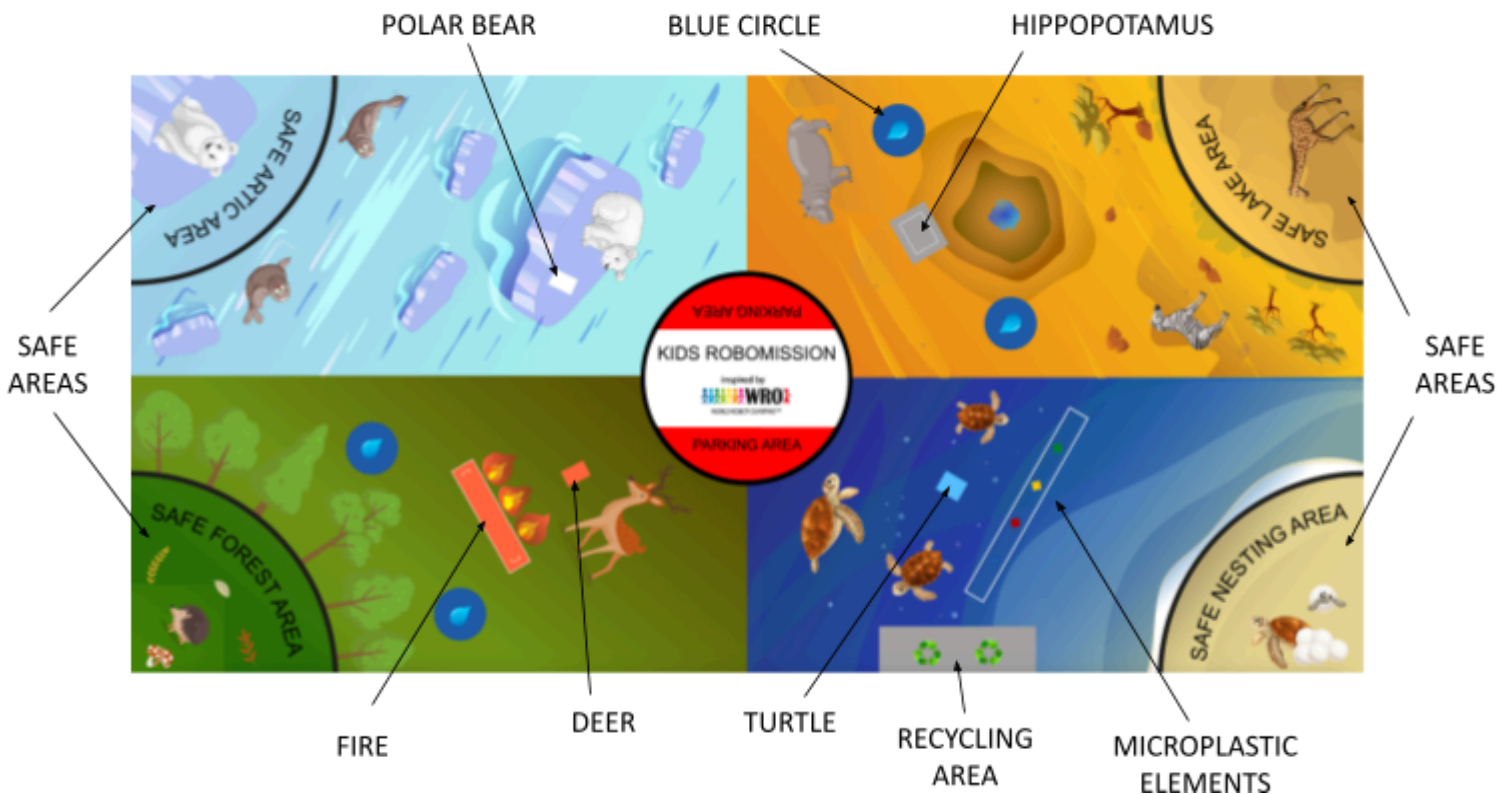 POLAR BEAR
BLUE CIRCLE
HIPPOPOTAMUS
SAFE ARTIC AREA
SAFE LAKE AREA
PARKING AREA
KIDS ROBOMISSION
inspired by
WRO
PARKING AREA
SAFE
AREAS
SAFE
AREAS
SAFE FOREST AREA
SAFE NESTING AREA
FIRE
DEER
TURTLE
RECYCLING
AREA
MICROPLASTIC
ELEMENTS